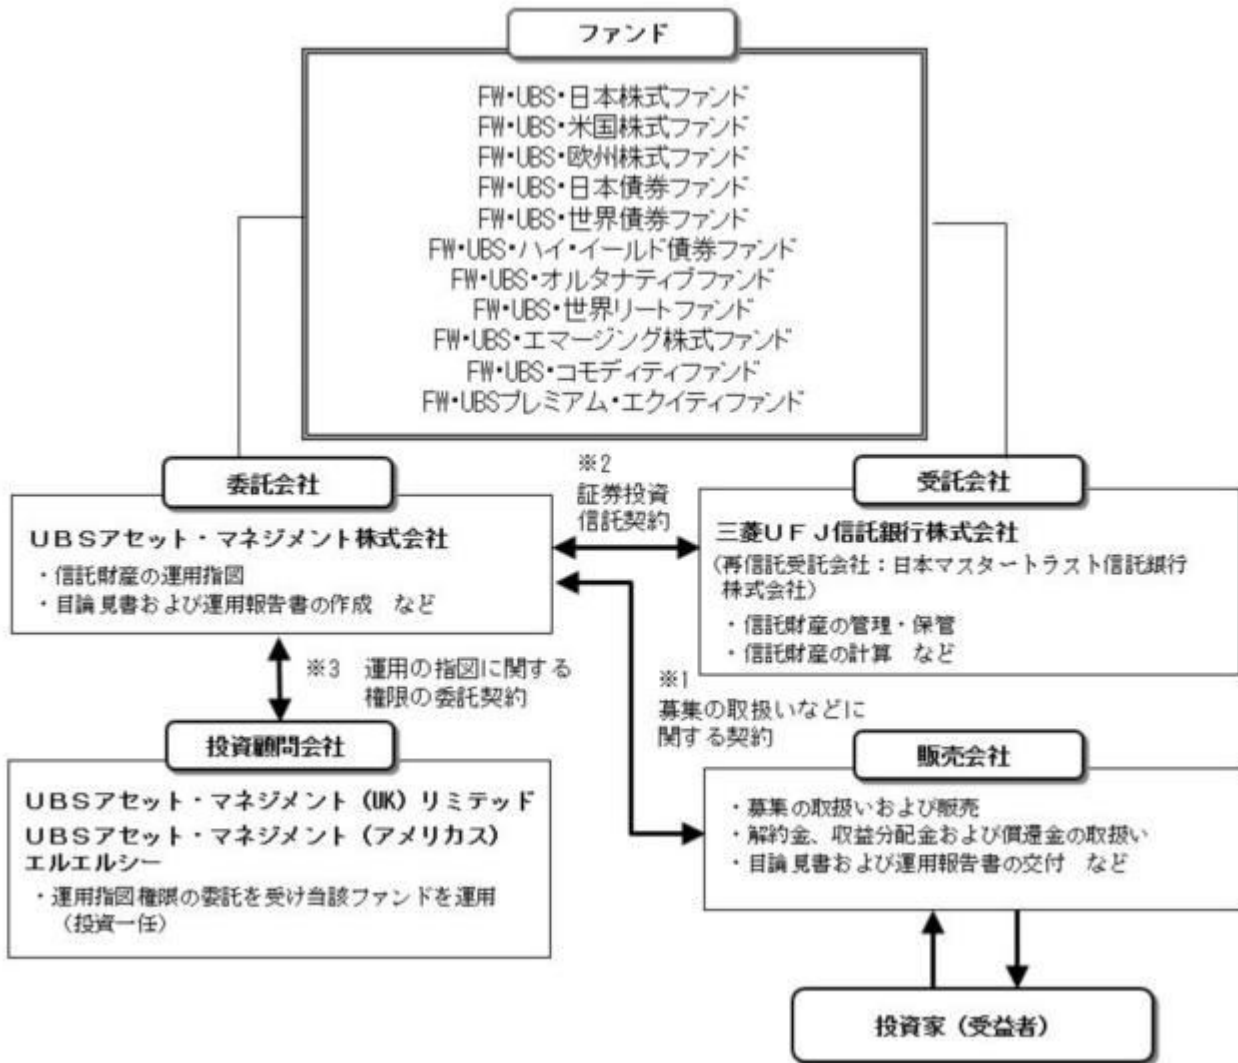 ファンド
FW・UBS・日本株式ファンド
FW・UBS・米国株式ファンド
FW・UBS・欧州株式ファンド
FW・UBS・日本債券ファンド
FW・UBS・世界債券ファンド
FW・UBS・ハイ・イールド債券ファンド
FW・UBS・オルタナティブファンド
FW・UBS・世界リートファンド
FW・UBS・エマージング株式ファンド
FW・UBS・コモディティファンド
FW・UBSプレミアム・エクイティファンド
委託会社
UBSアセット・マネジメント株式会社
・信託財産の運用指図
・目論見書および運用報告書の作成 など
※2
証券投資
信託契約
受託会社
三菱UFJ信託銀行株式会社
(再信託受託会社:日本マスタートラスト信託銀行
株式会社)
・信託財産の管理・保管
・信託財産の計算 など
※3 運用の指図に関する
権限の委託契約
※1
募集の取扱いなどに
関する契約
投資顧問会社
UBSアセット・マネジメント(UK)リミテッド
UBSアセット・マネジメント(アメリカス)
エルエルシー
・運用指図権限の委託を受け当該ファンドを運用
(投資一任)
販売会社
・募集の取扱いおよび販売
・解約金、収益分配金および償還金の取扱い
・目論見書および運用報告書の交付 など
投資家(受益者)